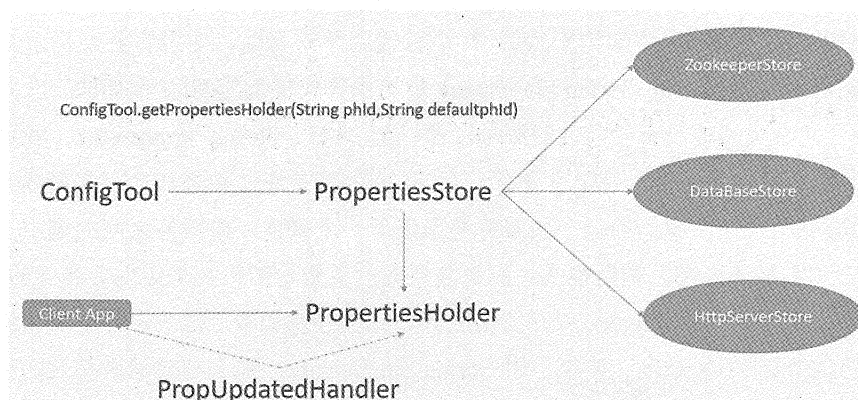 ZookeeperStore
ConfigTool.getPropertiesHolder(String phId,String defaultphId)
ConfigTool
PropertiesStore
DataBaseStore
Client App
PropertiesHolder
HttpServerStore
PropUpdatedHandler